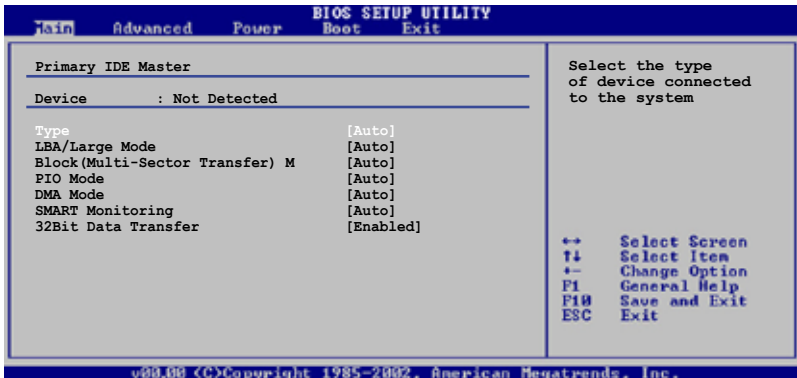 BIOS SETUP UTILITY
Main Advanced Power Boot Exit
Primary IDE Master
Device : Not Detected
Type [Auto]
LBA/Large Mode [Auto]
Block(Multi-Sector Transfer) M [Auto]
PIO Mode [Auto]
DMA Mode [Auto]
SMART Monitoring [Auto]
32Bit Data Transfer [Enabled]
Select the type
of device connected
to the system
←→ Select Screen
↑↓ Select Item
+- Change Option
F1 General Help
F10 Save and Exit
ESC Exit
v00.00 (C)Copyright 1985-2002, American Megatrends, Inc.